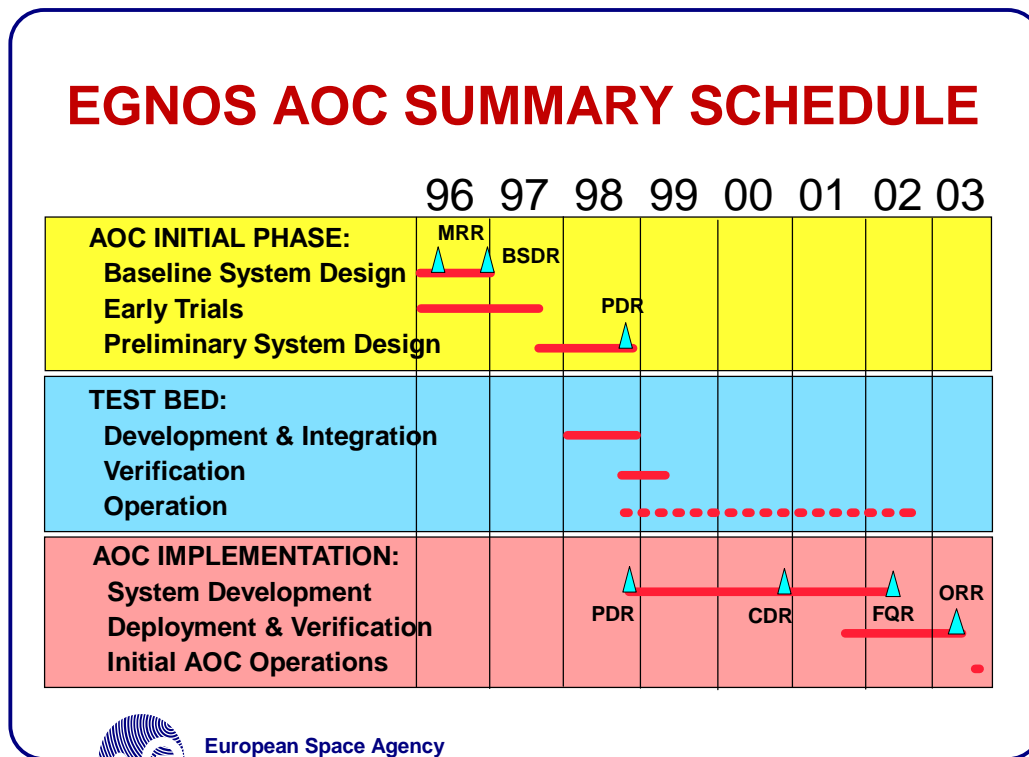 EGNOS AOC SUMMARY SCHEDULE
96 97 98 99 00 01 02 03
AOC INITIAL PHASE:
MRR
Baseline System Design
BSDR
Early Trials
PDR
Preliminary System Design
TEST BED:
Development & Integration
Verification
Operation
AOC IMPLEMENTATION:
System Development
ORR
PDR CDR FQR
Deployment & Verification
Initial AOC Operations
European Space Agency